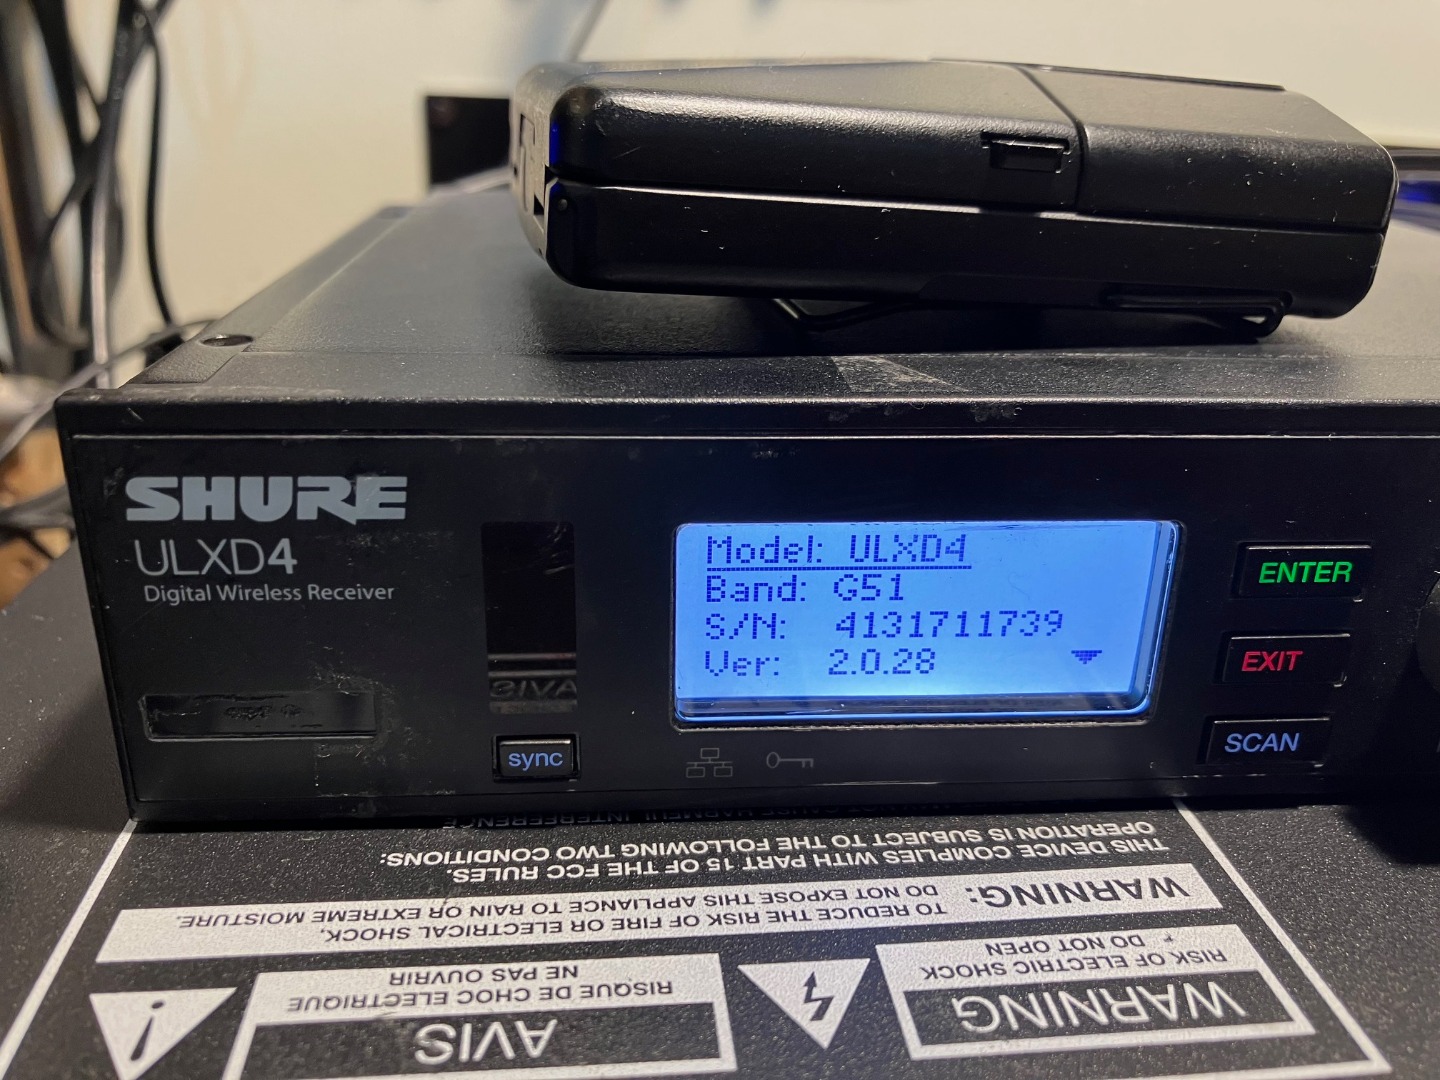 SHURE
ULXD4
Digital Wireless Receiver
sync
Model: ULXD4
Band: G51
S/N: 4131711739
Ver: 2.0.28
ENTER
EXIT
SCAN
WARNING
RISK OF ELECTRIC SHOCK
DO NOT OPEN
AVIS
RISQUE DE CHOC ELECTRIQUE
NE PAS OUVRIR
WARNING: TO REDUCE THE RISK OF FIRE OR ELECTRICAL SHOCK,
DO NOT EXPOSE THIS APPLIANCE TO RAIN OR EXTREME MOISTURE.
THIS DEVICE COMPLIES WITH PART 15 OF THE FCC RULES.
OPERATION IS SUBJECT TO THE FOLLOWING TWO CONDITIONS:
INTERFERENCE